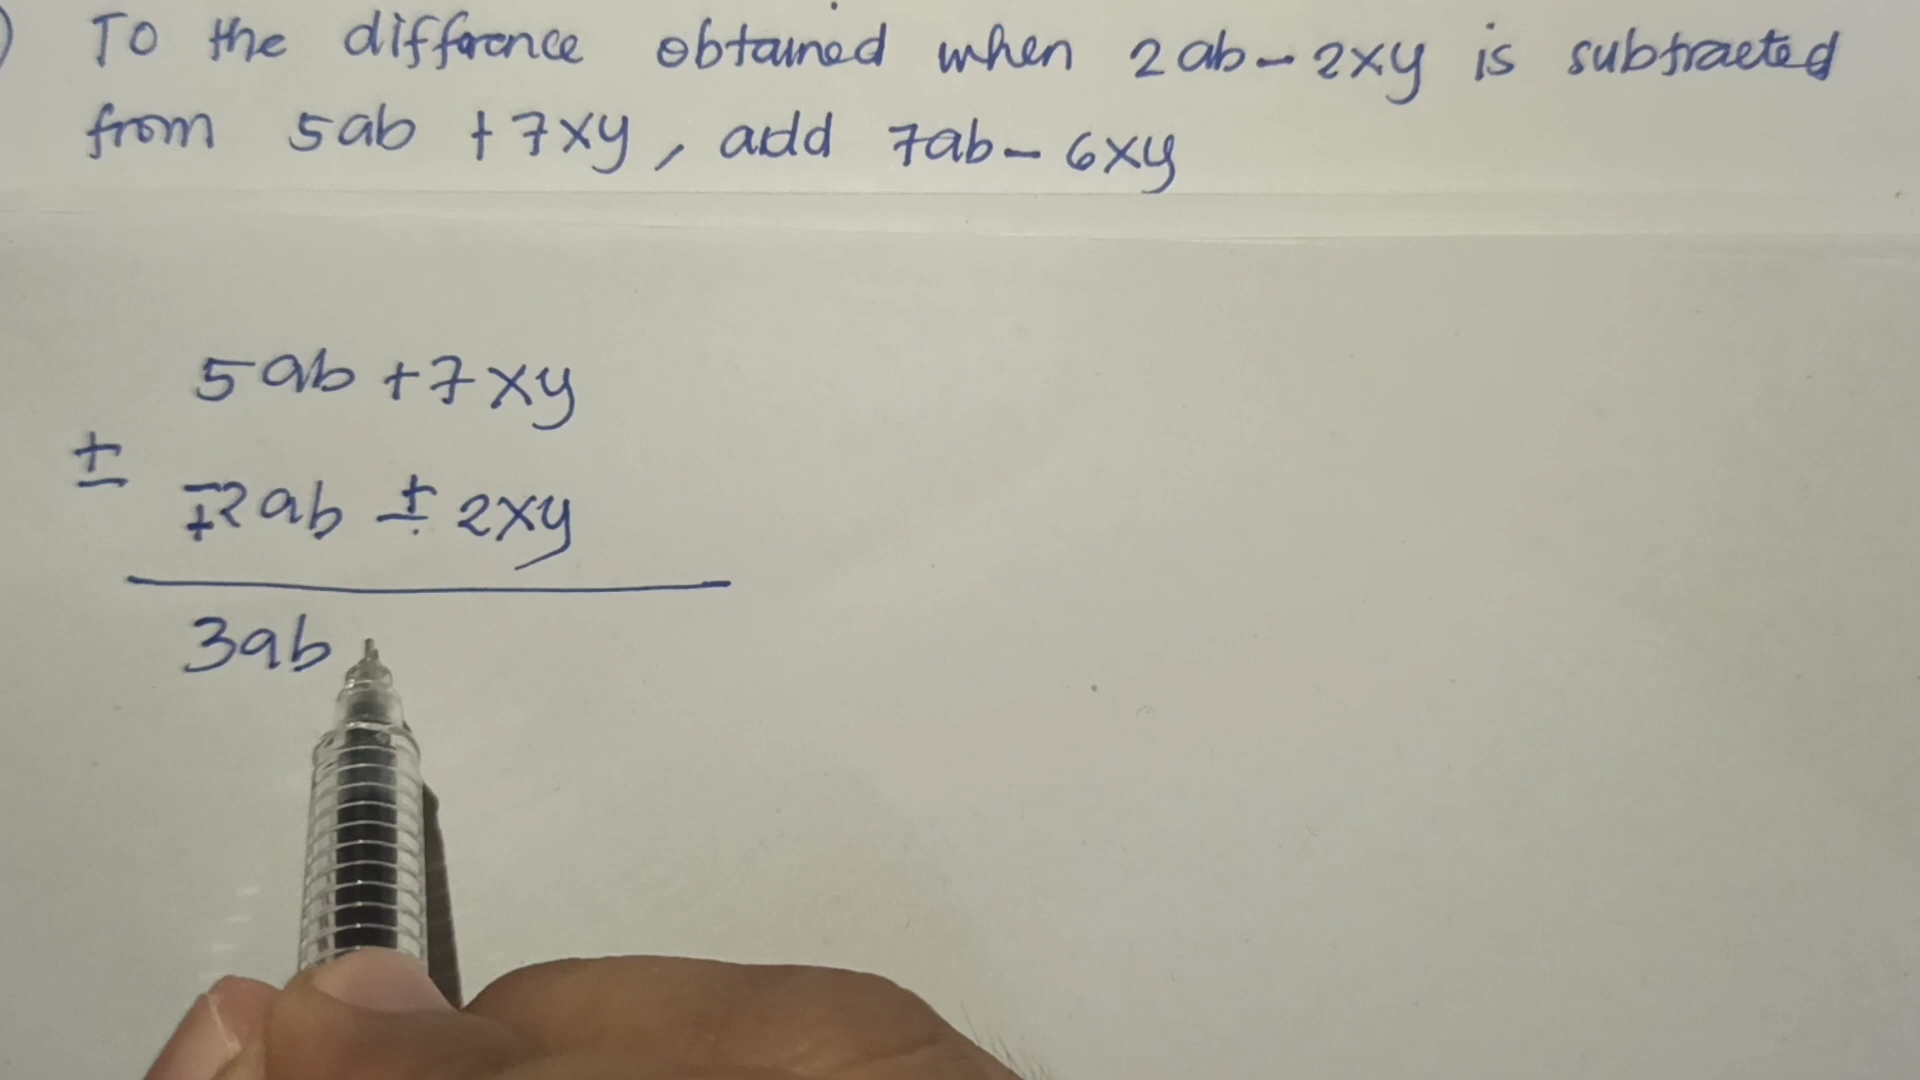 ) To the difference obtained when 2ab - 2xy is subtracted
from 5ab + 7xy, add 7ab - 6xy
5ab + 7xy
± ∓2ab ± 2xy
3ab